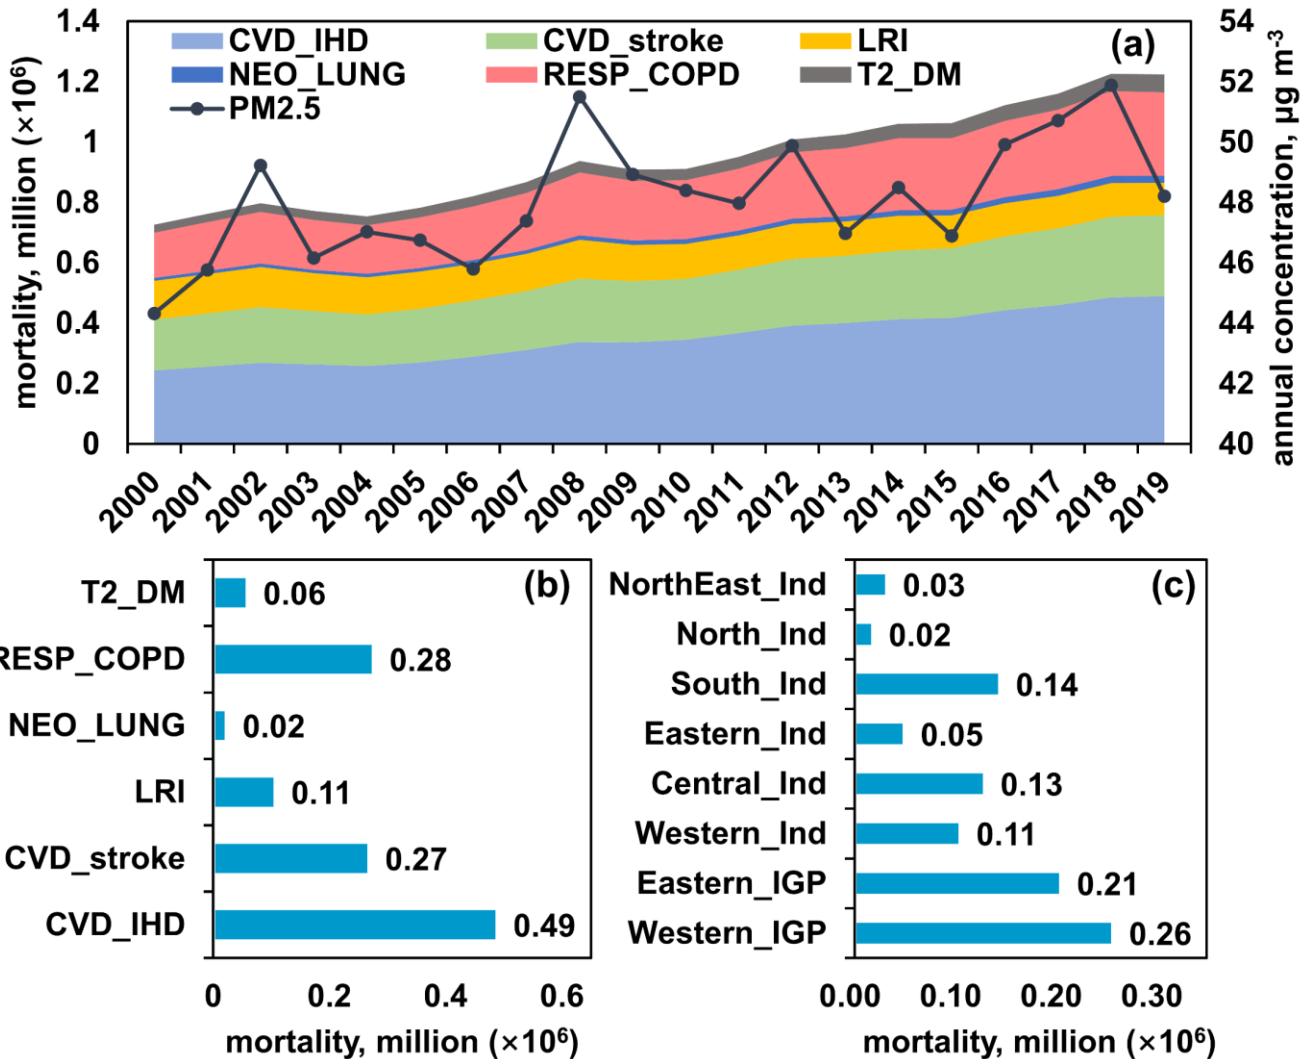 1.4
1.2
1
0.8
0.6
0.4
0.2
0
mortality, million (×10⁶)
CVD_IHD CVD_stroke LRI
NEO_LUNG RESP_COPD T2_DM
PM2.5
(a)
54
52
50
48
46
44
42
40
annual concentration, µg m⁻³
2000 2001 2002 2003 2004 2005 2006 2007 2008 2009 2010 2011 2012 2013 2014 2015 2016 2017 2018 2019
(b)
T2_DM 0.06
RESP_COPD 0.28
NEO_LUNG 0.02
LRI 0.11
CVD_stroke 0.27
CVD_IHD 0.49
0 0.2 0.4 0.6
mortality, million (×10⁶)
(c)
NorthEast_Ind 0.03
North_Ind 0.02
South_Ind 0.14
Eastern_Ind 0.05
Central_Ind 0.13
Western_Ind 0.11
Eastern_IGP 0.21
Western_IGP 0.26
0.00 0.10 0.20 0.30
mortality, million (×10⁶)